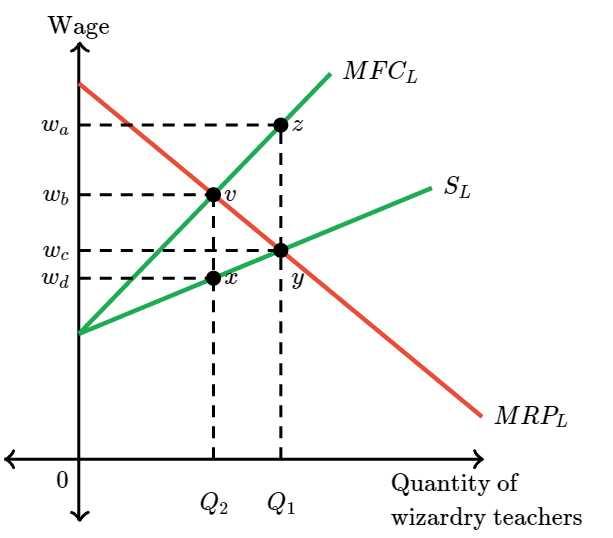 Wage
MFC_L
w_a
z
w_b
v
S_L
w_c
w_d
x
y
MRP_L
0
Q_2
Q_1
Quantity of
wizardry teachers